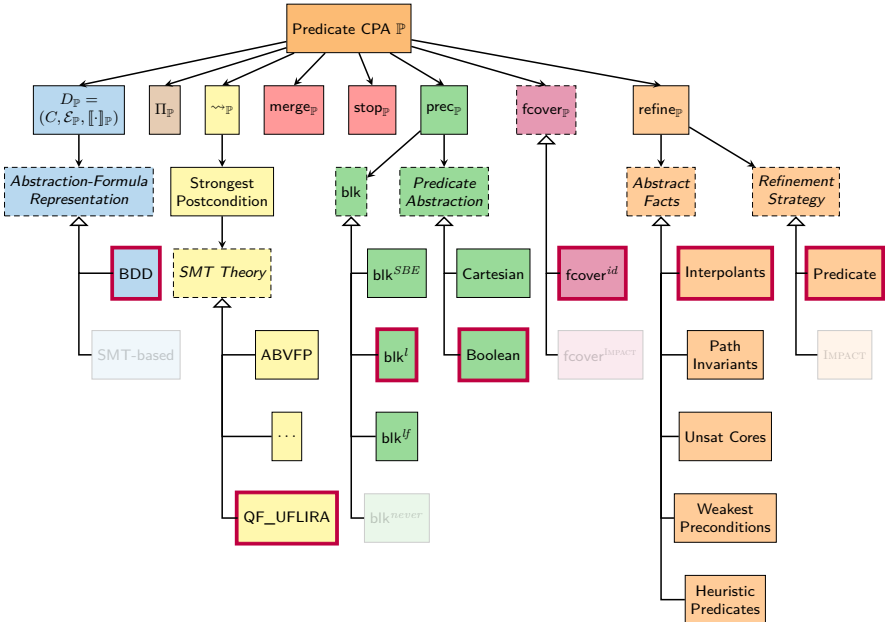 Predicate CPA ℙ
D_ℙ =
(C, ℰ_ℙ, ⟦·⟧_ℙ)
Π_ℙ
⇝_ℙ
merge_ℙ
stop_ℙ
prec_ℙ
fcover_ℙ
refine_ℙ
Abstraction-Formula
Representation
Strongest
Postcondition
blk
Predicate
Abstraction
Abstract
Facts
Refinement
Strategy
BDD
SMT Theory
blk^SBE
Cartesian
fcover^id
Interpolants
Predicate
SMT-based
ABVFP
blk^l
Boolean
fcover^IMPACT
Path
Invariants
IMPACT
...
blk^lf
Unsat Cores
QF_UFLIRA
blk^never
Weakest
Preconditions
Heuristic
Predicates